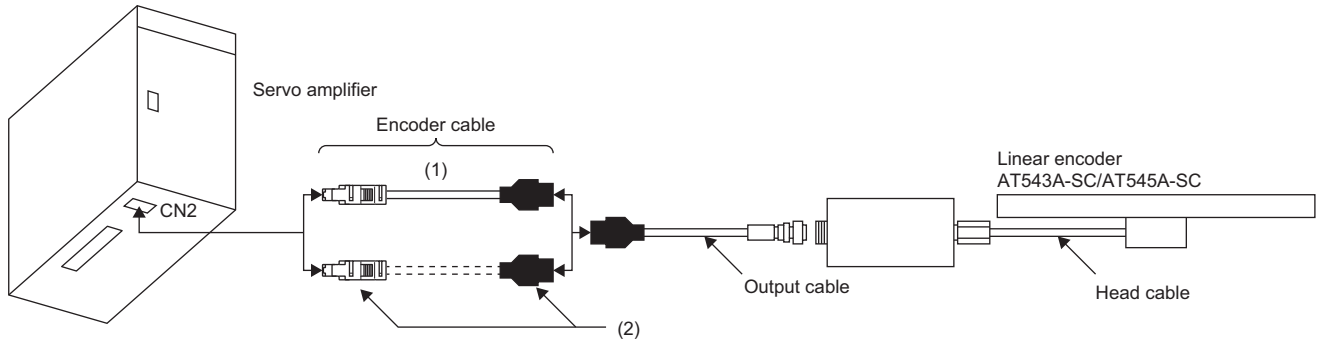 Servo amplifier
Encoder cable
(1)
Linear encoder
AT543A-SC/AT545A-SC
CN2
Output cable
Head cable
(2)